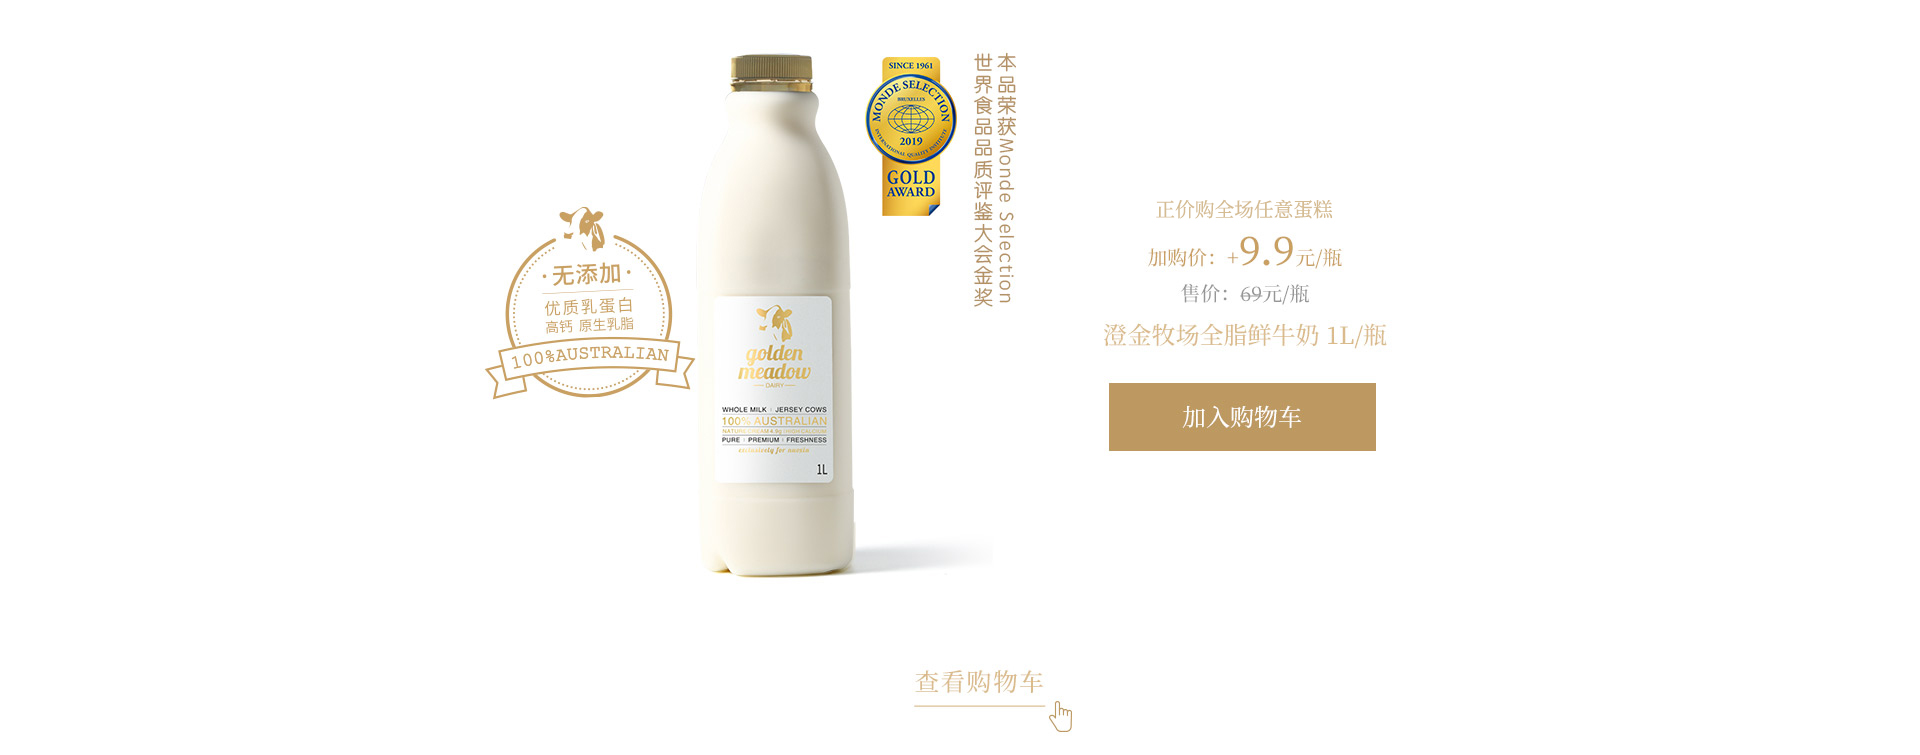 ·无添加·
优质乳蛋白
高钙 原生乳脂
100%AUSTRALIAN
golden
meadow
DAIRY
WHOLE MILK JERSEY COWS
100% AUSTRALIAN
PURE PREMIUM FRESHNESS
1L
SINCE 1961
MONDE SELECTION
BRUXELLES
2019
INTERNATIONAL QUALITY INSTITUTE
GOLD
AWARD
本品荣获Monde Selection
世界食品品质评鉴大会金奖
正价购全场任意蛋糕
加购价：+9.9元/瓶
售价：69元/瓶
澄金牧场全脂鲜牛奶 1L/瓶
加入购物车
查看购物车